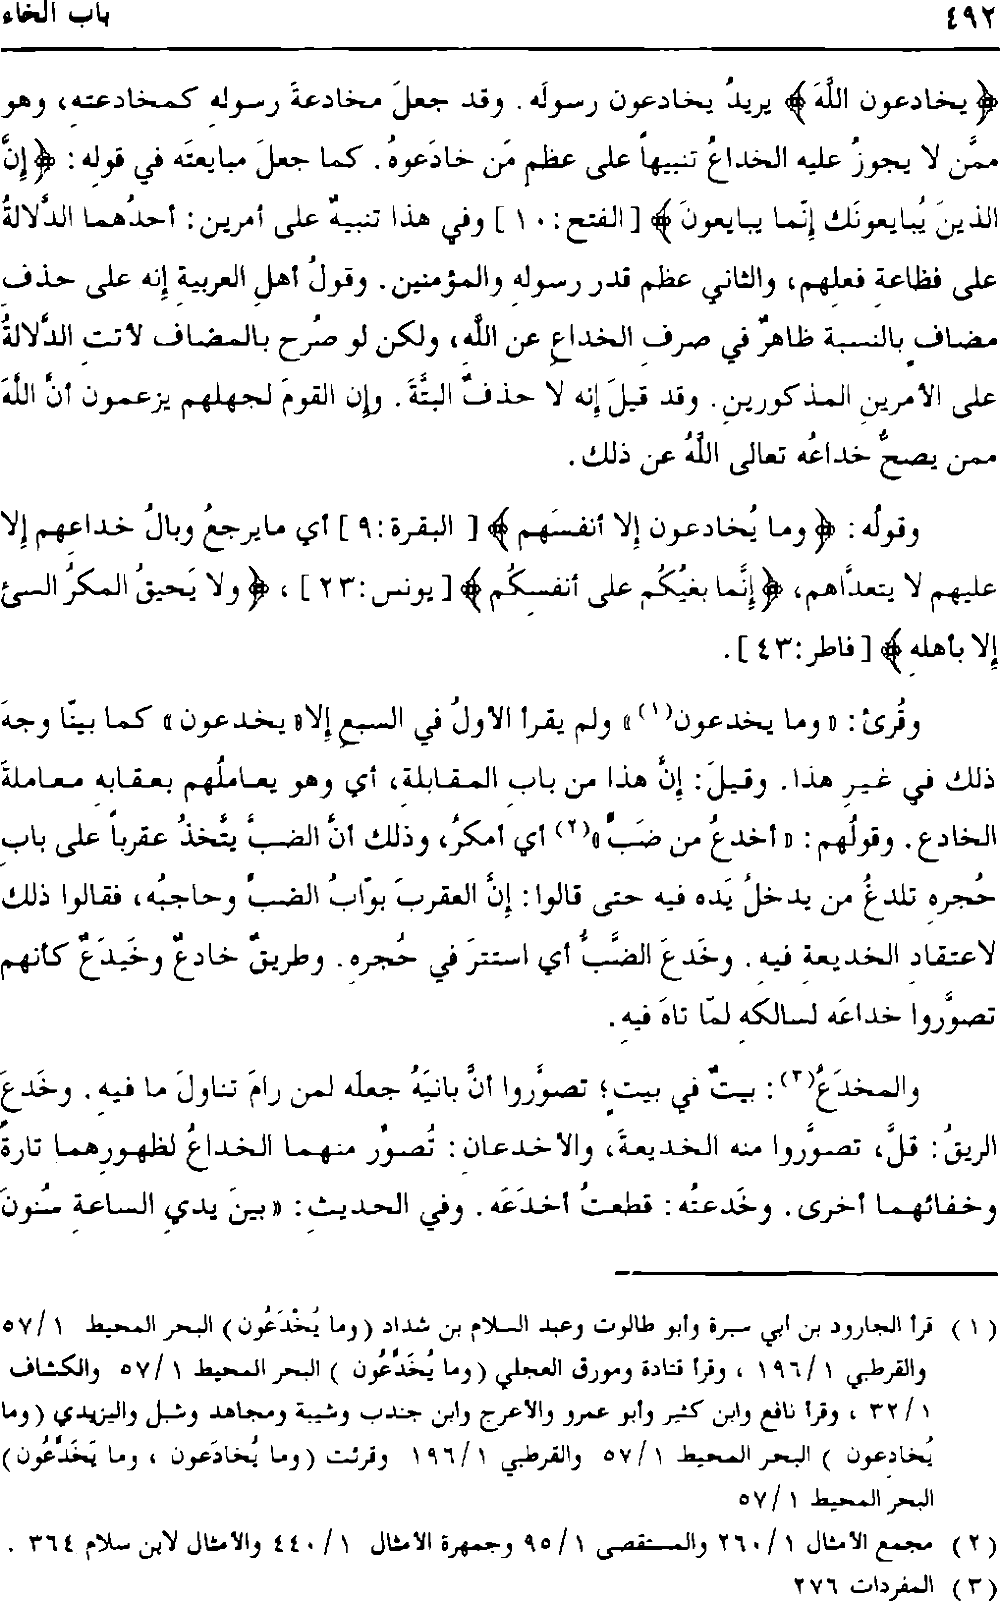 ٤٩٢ باب الخاء
﴿يخادعون اللَّهَ﴾ يريدُ يخادعون رسولَه. وقد جعلَ مخادعةَ رسولِهِ كمخادعتهِ، وهو
ممَّن لا يجوزُ عليه الخداعُ تنبيهاً على عظمِ مَن خادَعوهُ. كما جعلَ مبايعتَه في قولِه: ﴿إِنَّ
الذينَ يُبايعونَك إِنّما يبايعونَ﴾ [الفتح: ١٠] وفي هذا تنبيهٌ على أمرين: أحدُهما الدَّلالةُ
على فظاعةِ فعلِهم، والثاني عظم قدر رسولِهِ والمؤمنين. وقولُ أهلِ العربيةِ إنه على حذفِ
مضافٍ بالنسبةِ ظاهرٌ في صرفِ الخداعِ عن اللَّهِ، ولكن لو صُرح بالمضاف لأتتِ الدَّلالةُ
على الأمرينِ المذكورينِ. وقد قيلَ إنه لا حذفٌ البتَّةَ. وإن القومَ لجهلهم يزعمون أنَّ اللَّهَ
ممن يصحُّ خداعُه تعالى اللَّهُ عن ذلك.
وقولُه: ﴿وما يُخادعون إلا أنفسَهم﴾ [البقرة: ٩] أي مايرجعُ وبالُ خداعِهم إلا
عليهم لا يتعدَّاهم، ﴿إِنَّما بغيُكُم على أنفسِكُم﴾ [يونس: ٢٣]، ﴿ولا يَحيقُ المكرُ السئ
إلا بأهلهِ﴾ [فاطر: ٤٣].
وقُرئ: «وما يخدعون(١)» ولم يقرأ الأولُ في السبعِ إلا «يخدعون» كما بينّا وجهَ
ذلك في غيرِ هذا. وقيلَ: إنَّ هذا من بابِ المقابلةِ، أي وهو يعاملُهم بعقابهِ معاملةَ
الخادع. وقولُهم: «أخدعُ من ضَبٍّ»(٢) أي أمكرُ، وذلك أنَّ الضبَّ يتَّخذُ عقرباً على بابِ
حُجرِهِ تلدغُ من يدخلُ يَده فيه حتى قالوا: إنَّ العقربَ بوّابُ الضبِّ وحاجبُه، فقالوا ذلك
لاعتقادِ الخديعةِ فيهِ. وخَدعَ الضَّبُّ أي استترَ في حُجرِهِ. وطريقٌ خادعٌ وخَيدَعٌ كأنهم
تصوَّروا خداعَه لسالكهِ لمّا تاهَ فيهِ.
والمخدَعُ(٣): بيتٌ في بيتٍ؛ تصوَّروا أنَّ بانيَهُ جعلَه لمن رامَ تناولَ ما فيهِ. وخَدعَ
الريقُ: قلَّ، تصوَّروا منه الخديعةَ، والأخدعانِ: تُصوِّر منهما الخداعُ لظهورِهما تارةً
وخفائهما أخرى. وخَدعتُه: قطعتُ أخدَعَه. وفي الحديثِ: «بينَ يدي الساعةِ سُنونَ
(١) قرأ الجارود بن أبي سبرة وأبو طالوت وعبد السلام بن شداد (وما يُخْدَعُون) البحر المحيط ٥٧/١
والقرطبي ١٩٦/١ ، وقرأ قتادة ومورق العجلي (وما يُخَدِّعُون) البحر المحيط ٥٧/١ والكشاف
٣٢/١ ، وقرأ نافع وابن كثير وأبو عمرو والأعرج وابن جندب وشيبة ومجاهد وشبل واليزيدي (وما
يُخادِعون) البحر المحيط ٥٧/١ والقرطبي ١٩٦/١ وقرئت (وما يُخادَعون ، وما يَخَدِّعُون)
البحر المحيط ٥٧/١
(٢) مجمع الأمثال ٢٦٠/١ والمستقصى ٩٥/١ وجمهرة الأمثال ٤٤٠/١ والأمثال لابن سلام ٣٦٤ .
(٣) المفردات ٢٧٦